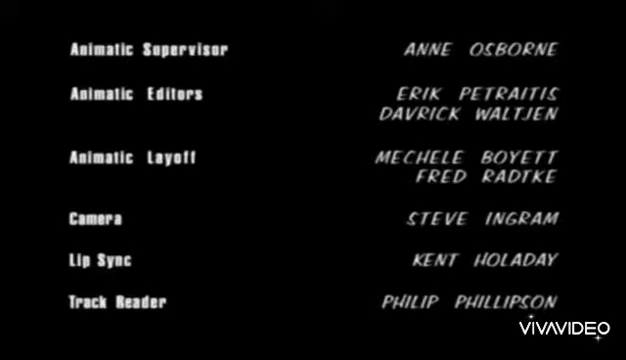 Animatic Supervisor ANNE OSBORNE
Animatic Editors ERIK PETRAITIS
DAVRICK WALTJEN
Animatic Layoff MECHELE BOYETT
FRED RADTKE
Camera STEVE INGRAM
Lip Sync KENT HOLADAY
Track Reader PHILIP PHILLIPSON
VIVAVIDEO